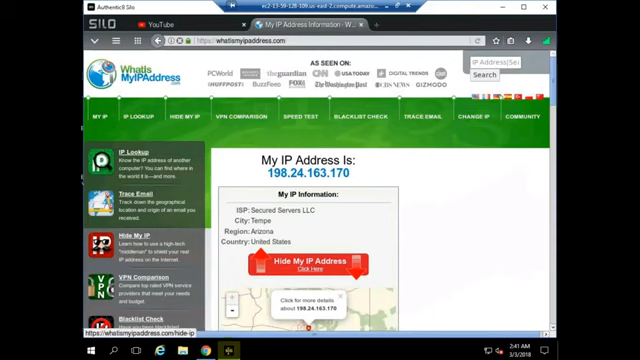 Authentic8 Silo
ec2-13-59-128-109.us-east-2.compute.amazo...
SILO
YouTube
My IP Address Information - W...
https://whatismyipaddress.com
WhatIs
MyIPAddress
.com
AS SEEN ON:
PCWorld
theguardian
CNN
USA TODAY
DIGITAL TRENDS
HUFFPOST
BuzzFeed
FOX
The Washington Post
CBS NEWS
GIZMODO
IP Address|Se
Search
MY IP
IP LOOKUP
HIDE MY IP
VPN COMPARISON
SPEED TEST
BLACKLIST CHECK
TRACE EMAIL
CHANGE IP
COMMUNITY
IP Lookup
Know the IP address of another
computer? You can find where
in the world it is—and more.
Trace Email
Track down the geographical
location and origin of an email you
received.
Hide My IP
Learn how to use a high-tech
"middleman" to shield your real
IP address on the Internet.
VPN
VPN Comparison
Compare top rated VPN service
providers that meet your needs and
budget.
Blacklist Check
https://whatismyipaddress.com/hide-ip
My IP Address Is:
198.24.163.170
My IP Information:
ISP: Secured Servers LLC
City: Tempe
Region: Arizona
Country: United States
Hide My IP Address
Click Here
Click for more details
about 198.24.163.170
2:41 AM
3/3/2018